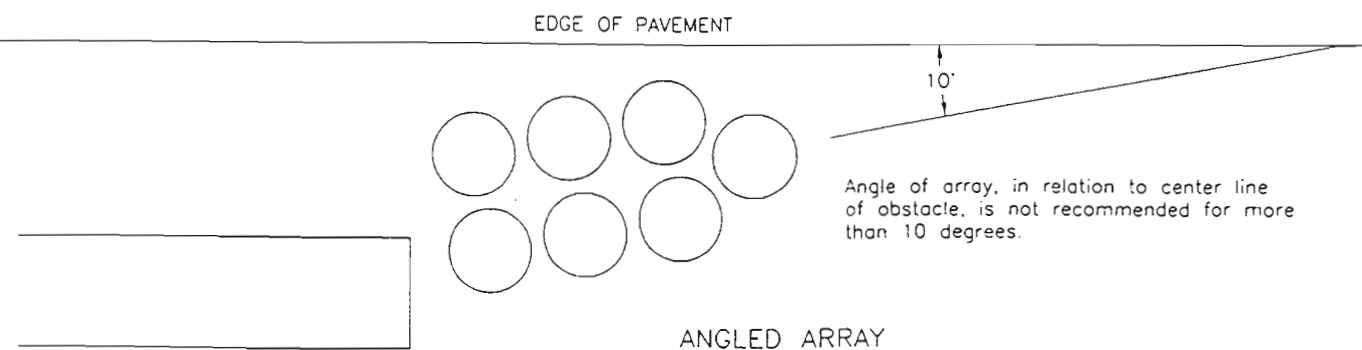 EDGE OF PAVEMENT
10°
Angle of array, in relation to center line
of obstacle, is not recommended for more
than 10 degrees.
ANGLED ARRAY